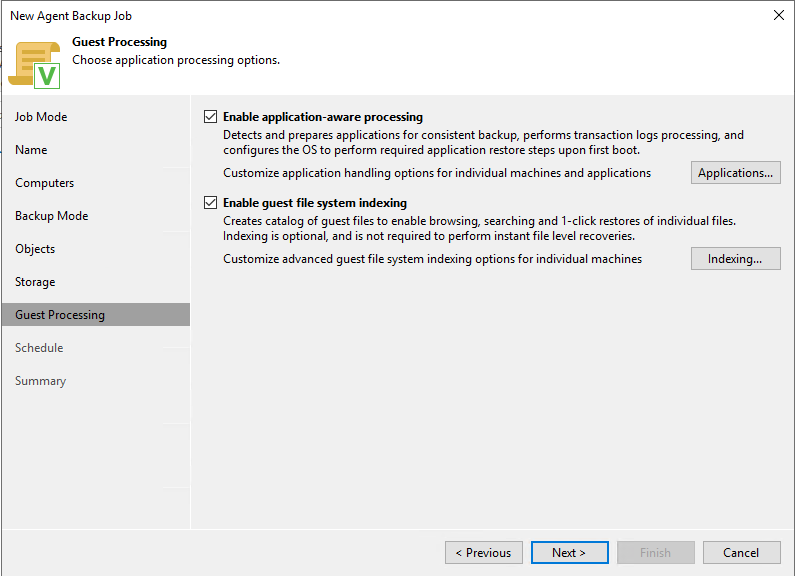 New Agent Backup Job
Guest Processing
Choose application processing options.
V
Job Mode
Name
Computers
Backup Mode
Objects
Storage
Guest Processing
Schedule
Summary
Enable application-aware processing
Detects and prepares applications for consistent backup, performs transaction logs processing, and
configures the OS to perform required application restore steps upon first boot.
Customize application handling options for individual machines and applications
Applications...
Enable guest file system indexing
Creates catalog of guest files to enable browsing, searching and 1-click restores of individual files.
Indexing is optional, and is not required to perform instant file level recoveries.
Customize advanced guest file system indexing options for individual machines
Indexing...
< Previous
Next >
Finish
Cancel